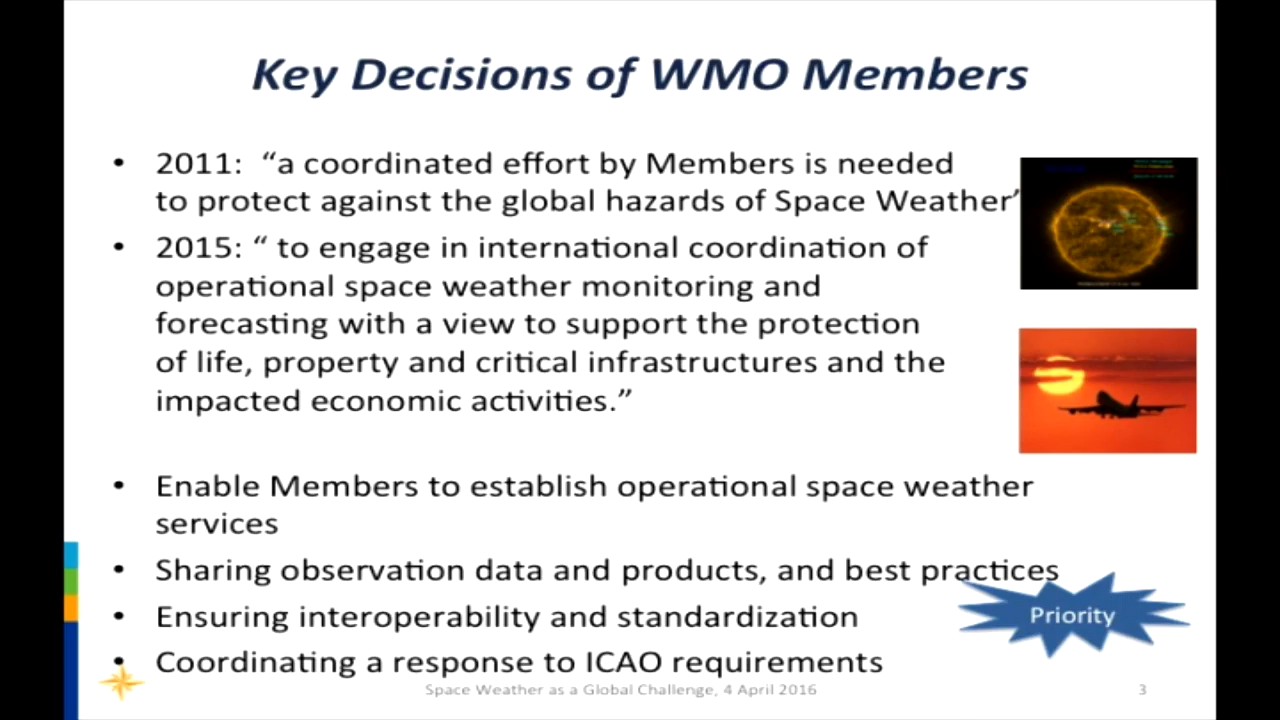 Key Decisions of WMO Members
• 2011: “a coordinated effort by Members is needed
to protect against the global hazards of Space Weather’
• 2015: “ to engage in international coordination of
operational space weather monitoring and
forecasting with a view to support the protection
of life, property and critical infrastructures and the
impacted economic activities.”
• Enable Members to establish operational space weather
services
• Sharing observation data and products, and best practices
• Ensuring interoperability and standardization
Priority
• Coordinating a response to ICAO requirements
Space Weather as a Global Challenge, 4 April 2016
3